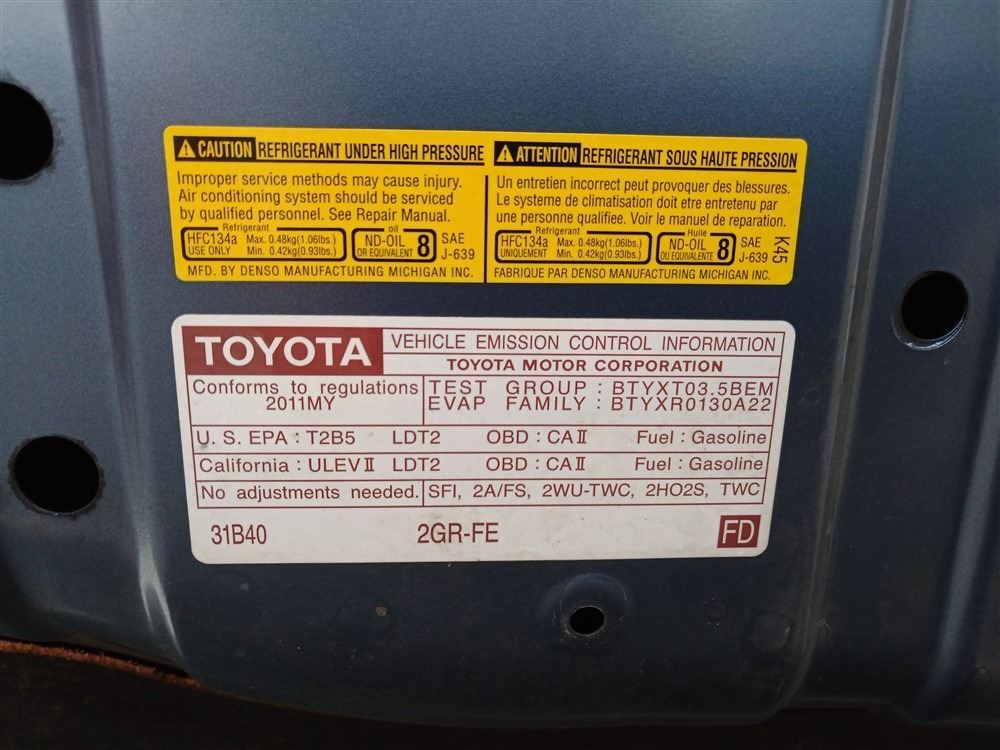 CAUTION REFRIGERANT UNDER HIGH PRESSURE
Improper service methods may cause injury.
Air conditioning system should be serviced
by qualified personnel. See Repair Manual.
Refrigerant oil
HFC134a Max. 0.48kg(1.06lbs.) ND-OIL 8 SAE
USE ONLY Min. 0.42kg(0.93lbs.) OR EQUIVALENT J-639
MFD. BY DENSO MANUFACTURING MICHIGAN INC.
ATTENTION REFRIGERANT SOUS HAUTE PRESSION
Un entretien incorrect peut provoquer des blessures.
Le systeme de climatisation doit etre entretenu par
une personne qualifiee. Voir le manuel de reparation.
Refrigerant Huile
HFC134a Max. 0.48kg(1.06lbs.) ND-OIL 8 SAE
UNIQUEMENT Min. 0.42kg(0.93lbs.) OU EQUIVALENTE J-639
FABRIQUE PAR DENSO MANUFACTURING MICHIGAN INC.
K45
TOYOTA VEHICLE EMISSION CONTROL INFORMATION
TOYOTA MOTOR CORPORATION
Conforms to regulations TEST GROUP : BTYXT03.5BEM
2011MY EVAP FAMILY : BTYXR0130A22
U. S. EPA : T2B5 LDT2 OBD : CAⅡ Fuel : Gasoline
California : ULEVⅡ LDT2 OBD : CAⅡ Fuel : Gasoline
No adjustments needed. SFI, 2A/FS, 2WU-TWC, 2HO2S, TWC
31B40 2GR-FE FD